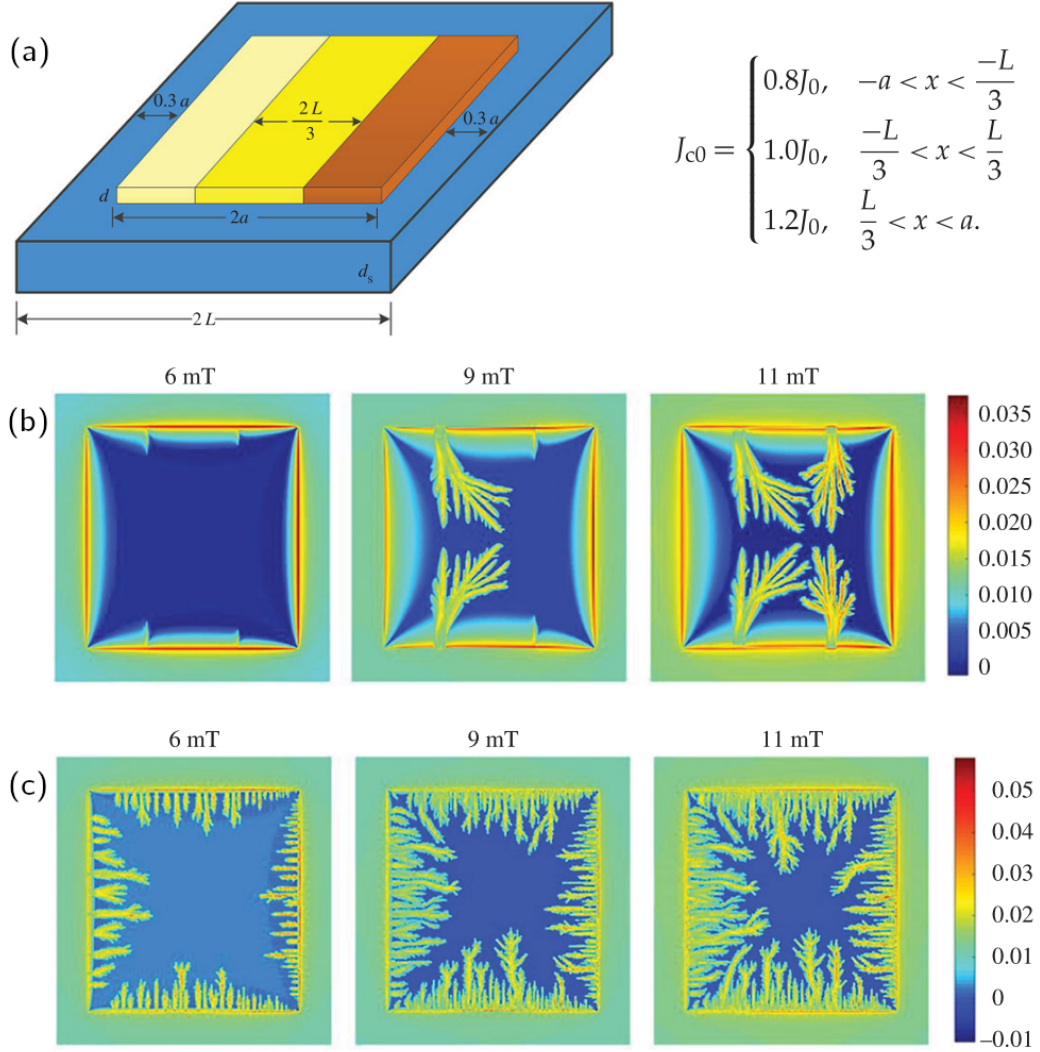 (a)
0.3 a
2 L
3
0.3 a
d
2a
d_s
2 L
J_c0 = { 0.8J_0, −a < x < −L/3
1.0J_0, −L/3 < x < L/3
1.2J_0, L/3 < x < a.
(b)
6 mT 9 mT 11 mT
0.035
0.030
0.025
0.020
0.015
0.010
0.005
0
(c)
6 mT 9 mT 11 mT
0.05
0.04
0.03
0.02
0.01
0
−0.01